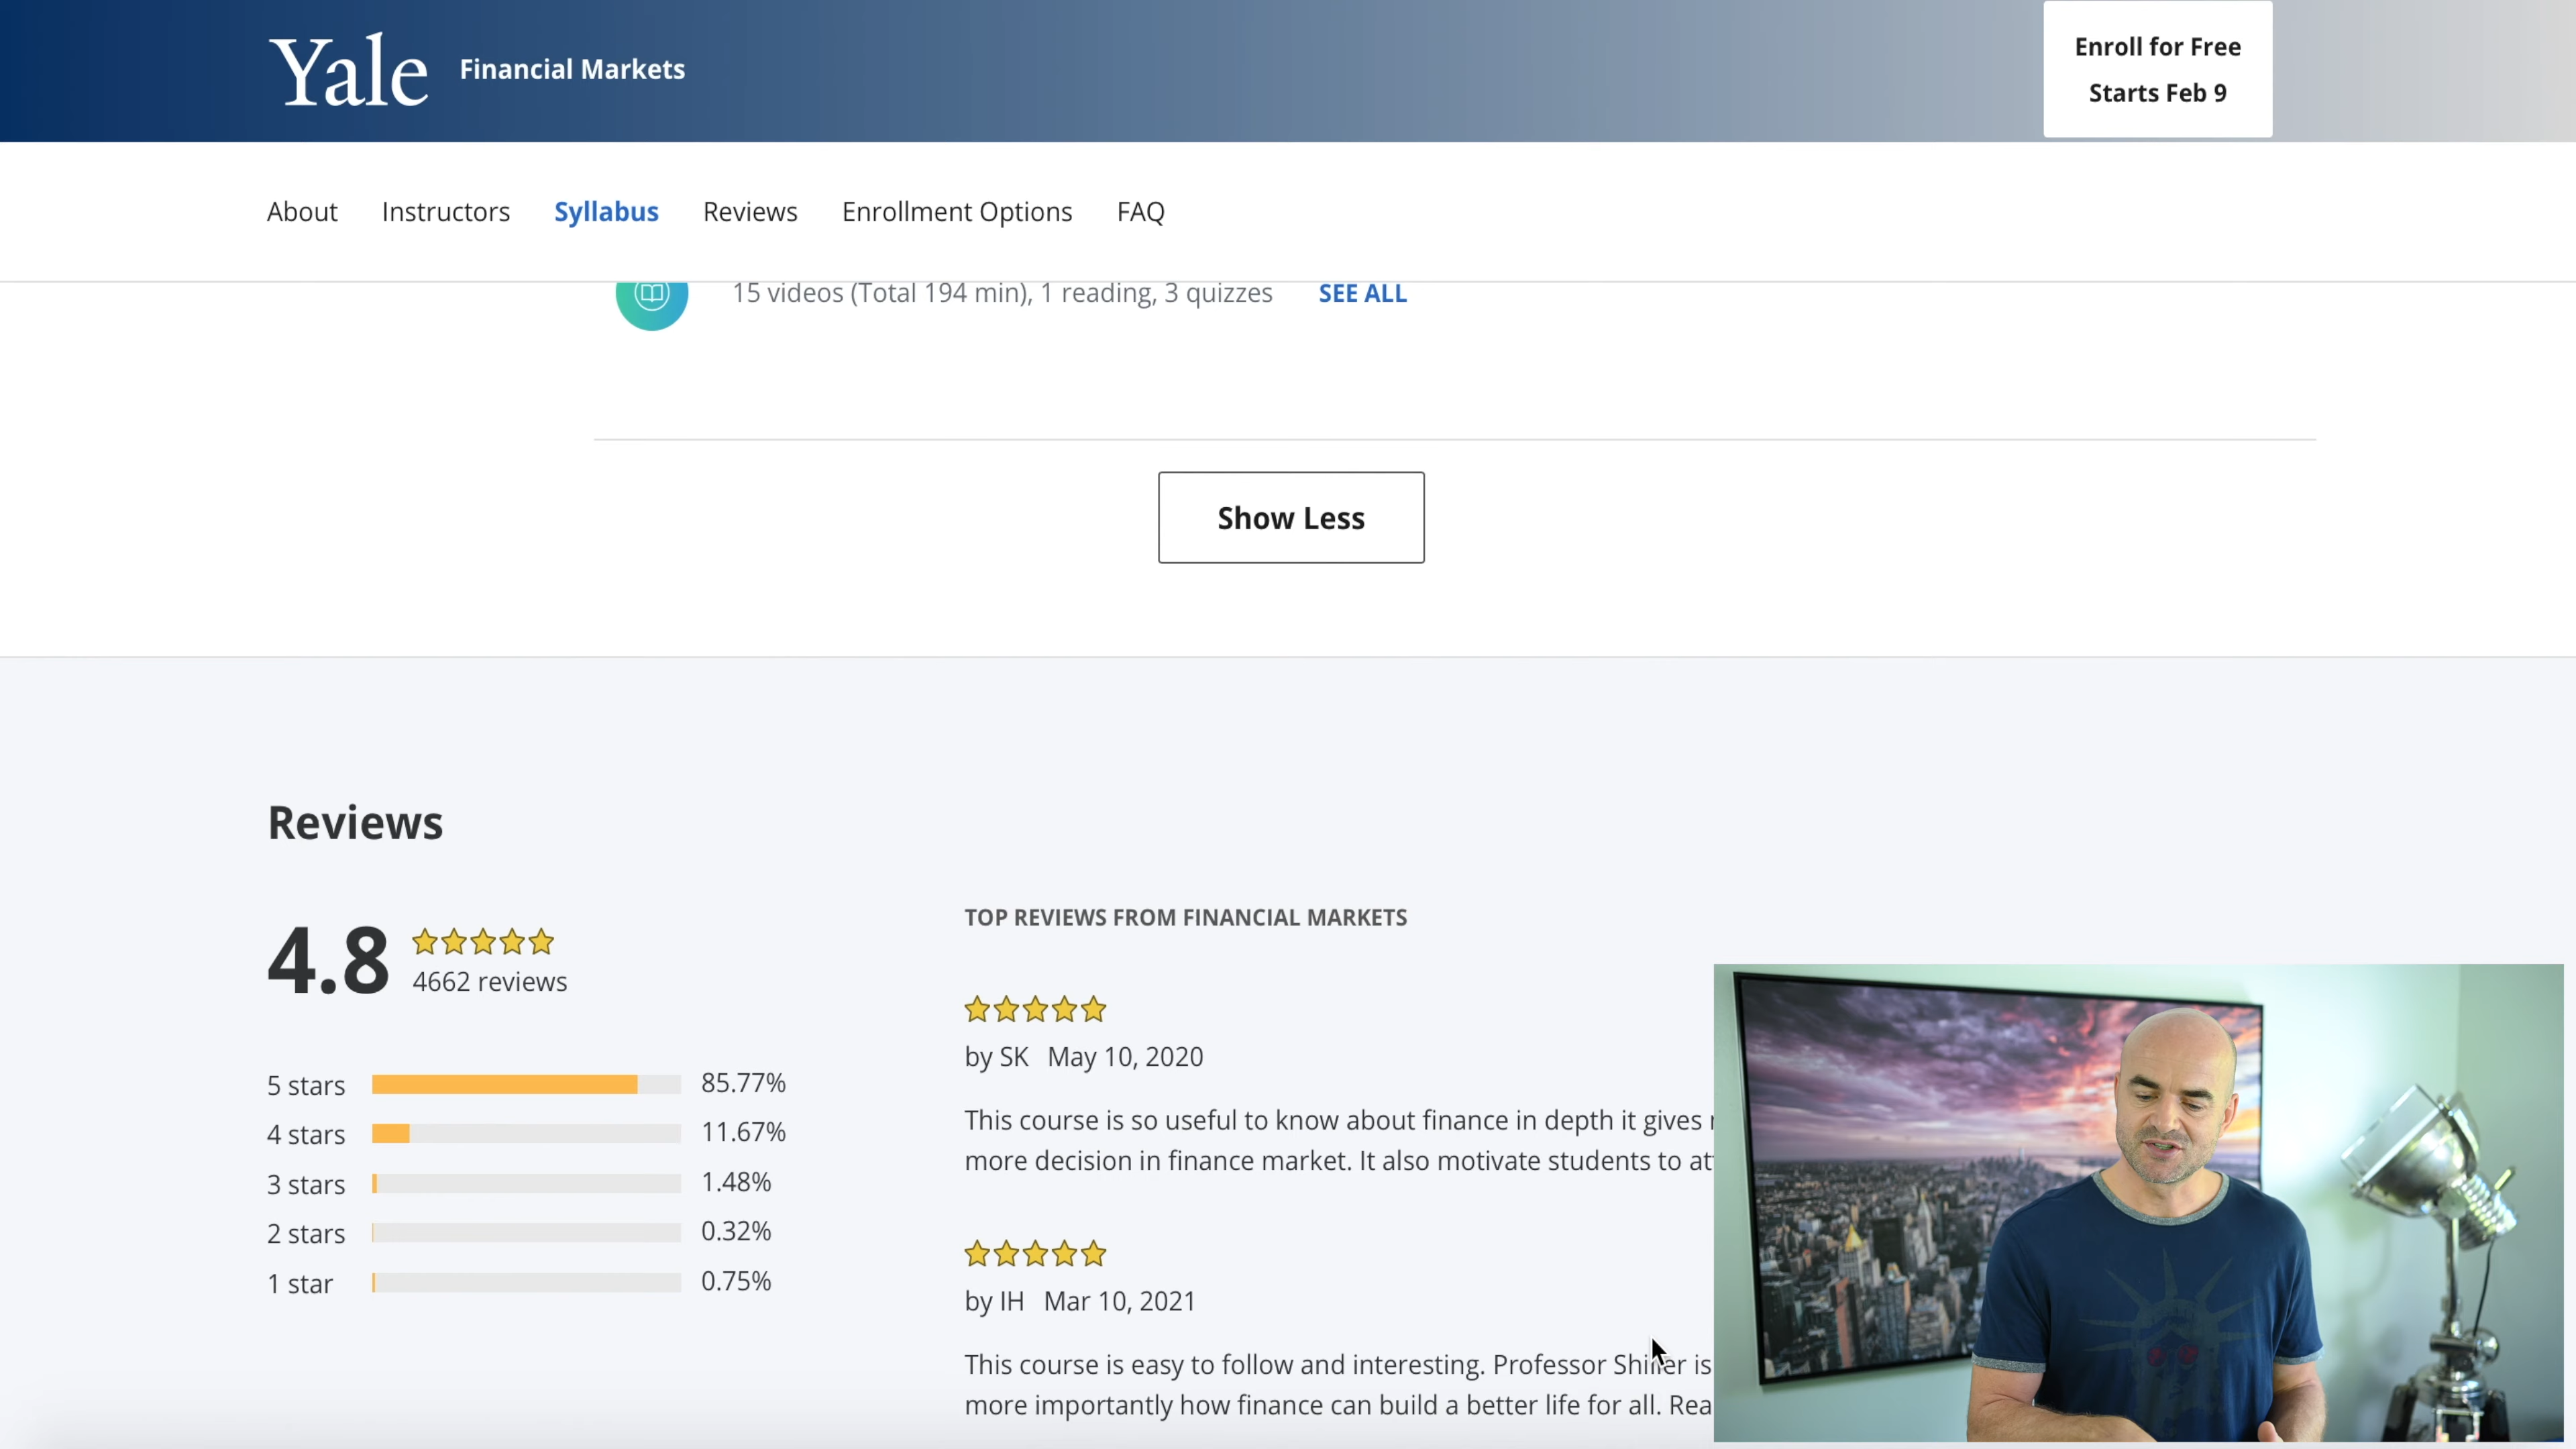 Yale
Financial Markets
Enroll for Free
Starts Feb 9
About Instructors Syllabus Reviews Enrollment Options FAQ
15 videos (Total 194 min), 1 reading, 3 quizzes SEE ALL
Show Less
Reviews
4.8
4662 reviews
5 stars 85.77%
4 stars 11.67%
3 stars 1.48%
2 stars 0.32%
1 star 0.75%
TOP REVIEWS FROM FINANCIAL MARKETS
by SK May 10, 2020
This course is so useful to know about finance in depth it gives
more decision in finance market. It also motivate students to
by IH Mar 10, 2021
This course is easy to follow and interesting. Professor Shiller is
more importantly how finance can build a better life for all.